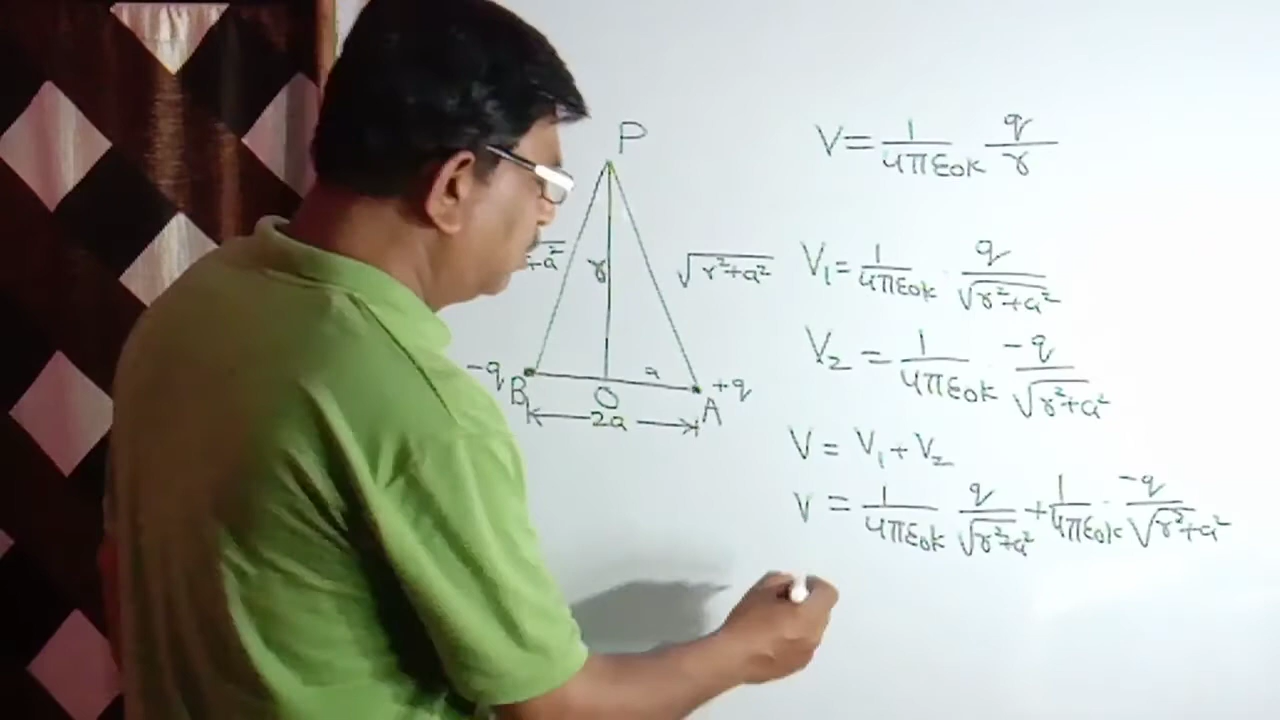 P
+a²
r
√r²+a²
-q
B
O
a
A
+q
2a
V = 1/4πε₀k q/r
V₁ = 1/4πε₀k · q/√r²+a²
V₂ = 1/4πε₀k · -q/√r²+a²
V = V₁ + V₂
V = 1/4πε₀k q/√r²+a² + 1/4πε₀k · -q/√r²+a²